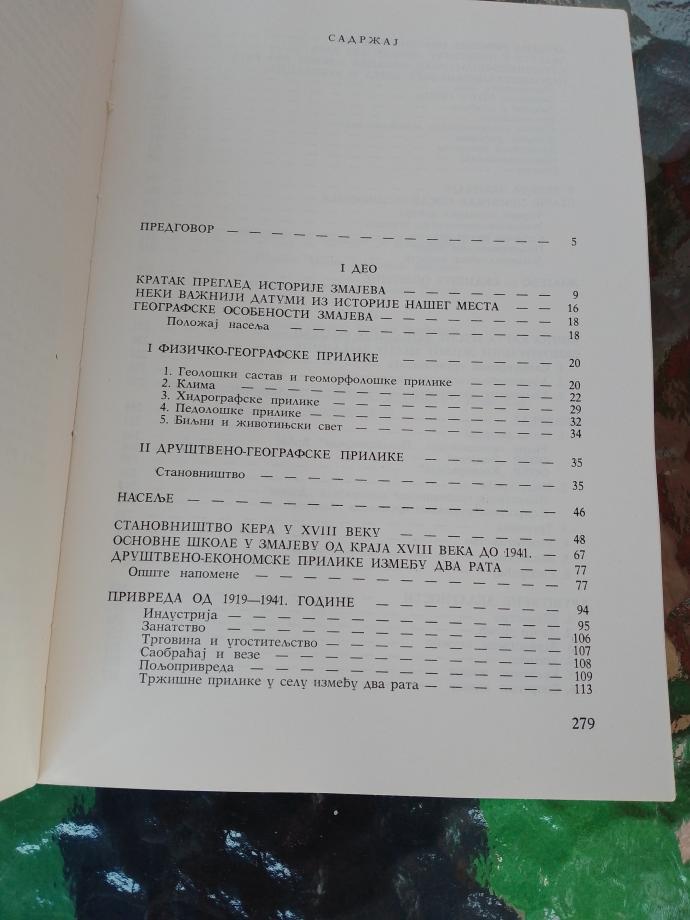 САДРЖАЈ
ПРЕДГОВОР — — — — — — — — — — — — — — — 5
I ДЕО
КРАТАК ПРЕГЛЕД ИСТОРИЈЕ ЗМАЈЕВА — — — — — — — 9
НЕКИ ВАЖНИЈИ ДАТУМИ ИЗ ИСТОРИЈЕ НАШЕГ МЕСТА — — 16
ГЕОГРАФСКЕ ОСОБЕНОСТИ ЗМАЈЕВА — — — — — — — — 18
Положај насеља — — — — — — — — — — — — — 18
I ФИЗИЧКО-ГЕОГРАФСКЕ ПРИЛИКЕ — — — — — — — 20
1. Геолошки састав и геоморфолошке прилике — — — — 20
2. Клима — — — — — — — — — — — — — — 22
3. Хидрографске прилике — — — — — — — — — — 29
4. Педолошке прилике — — — — — — — — — — — 32
5. Биљни и животињски свет — — — — — — — — — 34
II ДРУШТВЕНО-ГЕОГРАФСКЕ ПРИЛИКЕ — — — — — — 35
Становништво — — — — — — — — — — — — — 35
НАСЕЉЕ — — — — — — — — — — — — — — — — 46
СТАНОВНИШТВО КЕРА У XVIII ВЕКУ — — — — — — — — 48
ОСНОВНЕ ШКОЛЕ У ЗМАЈЕВУ ОД КРАЈА XVIII ВЕКА ДО 1941. — 67
ДРУШТВЕНО-ЕКОНОМСКЕ ПРИЛИКЕ ИЗМЕЂУ ДВА РАТА — — 77
Опште напомене — — — — — — — — — — — — — — 77
ПРИВРЕДА ОД 1919—1941. ГОДИНЕ — — — — — — — — — 94
Индустрија — — — — — — — — — — — — — — 95
Занатство — — — — — — — — — — — — — — 106
Трговина и угоститељство — — — — — — — — — — 107
Саобраћај и везе — — — — — — — — — — — — 108
Пољопривреда — — — — — — — — — — — — — 109
Тржишне прилике у селу између два рата — — — — — — 113
279